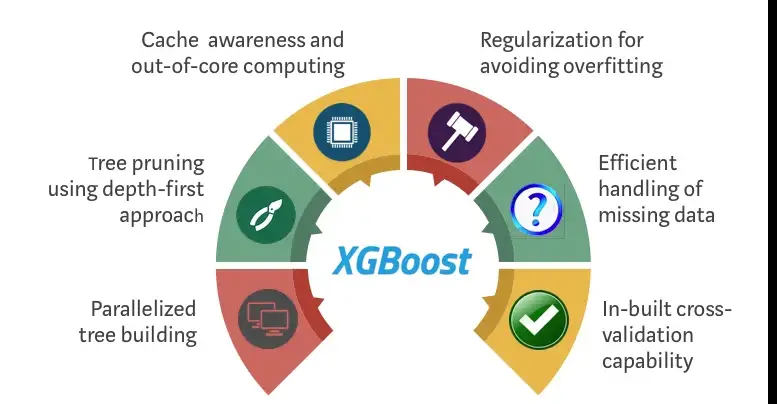 Cache awareness and
out-of-core computing
Regularization for
avoiding overfitting
Tree pruning
using depth-first
approach
Efficient
handling of
missing data
XGBoost
Parallelized
tree building
In-built cross-
validation
capability